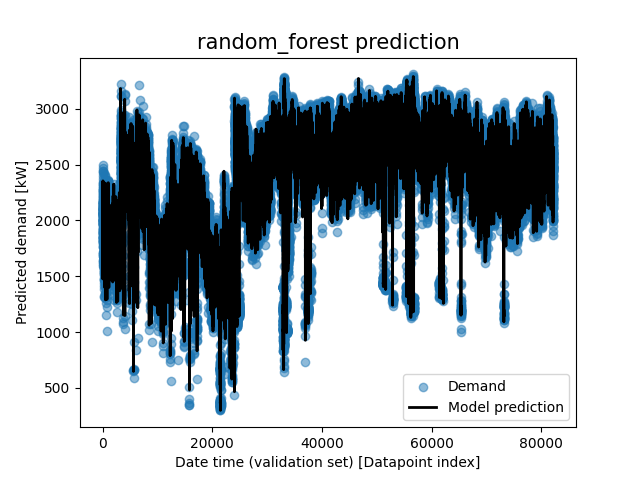 random_forest prediction
Predicted demand [kW]
3000
2500
2000
1500
1000
500
0
20000
40000
60000
80000
Date time (validation set) [Datapoint index]
Demand
Model prediction